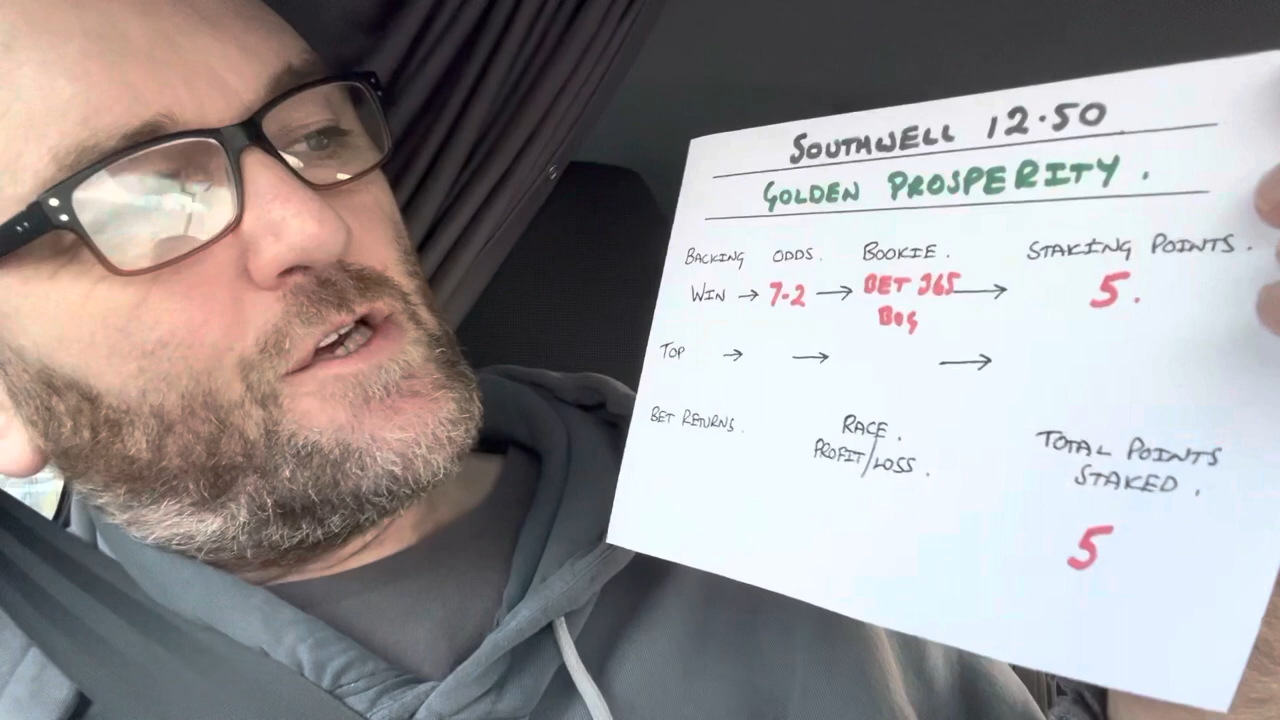 SOUTHWELL 12.50
GOLDEN PROSPERITY.
BACKING ODDS. BOOKIE. STAKING POINTS.
WIN → 7-2 → BET 365 → 5.
BOG
TOP → → →
BET RETURNS. RACE. PROFIT/LOSS. TOTAL POINTS STAKED.
5